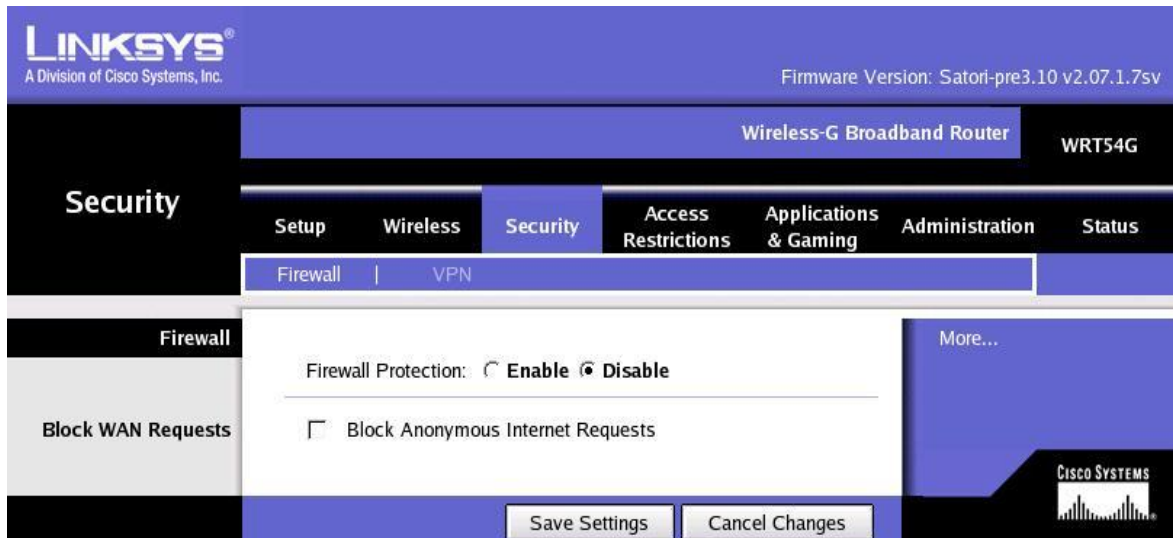 LINKSYS®
A Division of Cisco Systems, Inc.
Firmware Version: Satori-pre3.10 v2.07.1.7sv
Wireless-G Broadband Router
WRT54G
Security
Setup
Wireless
Security
Access
Restrictions
Applications
& Gaming
Administration
Status
Firewall | VPN
Firewall
More...
Firewall Protection: Enable Disable
Block WAN Requests
Block Anonymous Internet Requests
CISCO SYSTEMS
Save Settings
Cancel Changes